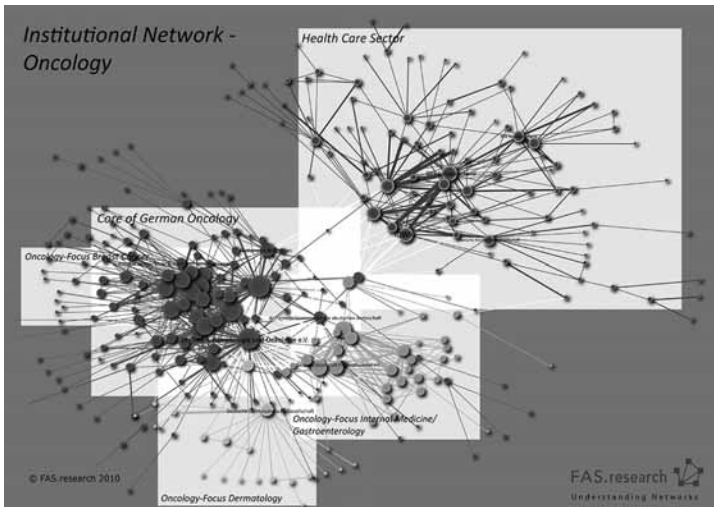 Institutional Network -
Oncology
Health Care Sector
Core of German Oncology
Oncology-Focus Breast Cancer
Oncology-Focus Internal Medicine/
Gastroenterology
Oncology-Focus Dermatology
© FAS.research 2010
FAS.research
Understanding Networks